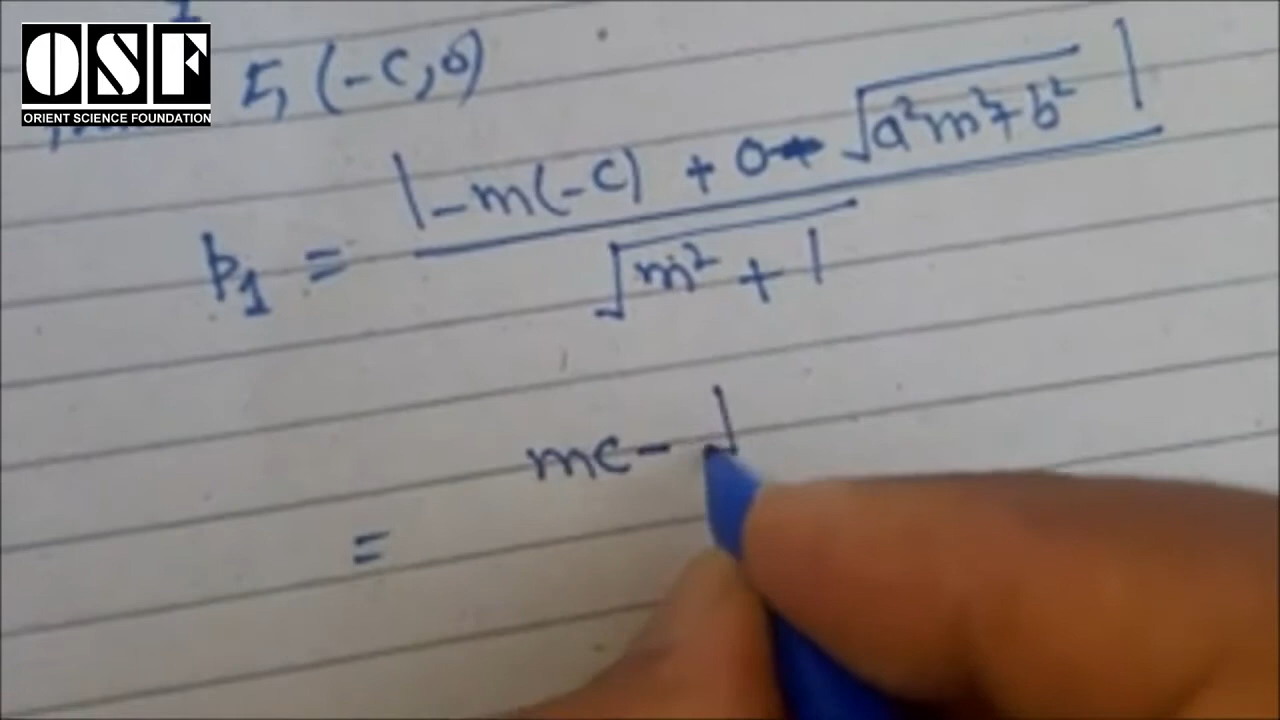 OSF
ORIENT SCIENCE FOUNDATION
F₁ (-c, 0)
p₁ = |-m(-c) + 0 - √(a²m² + b²)| / √(m² + 1)
= mc - √